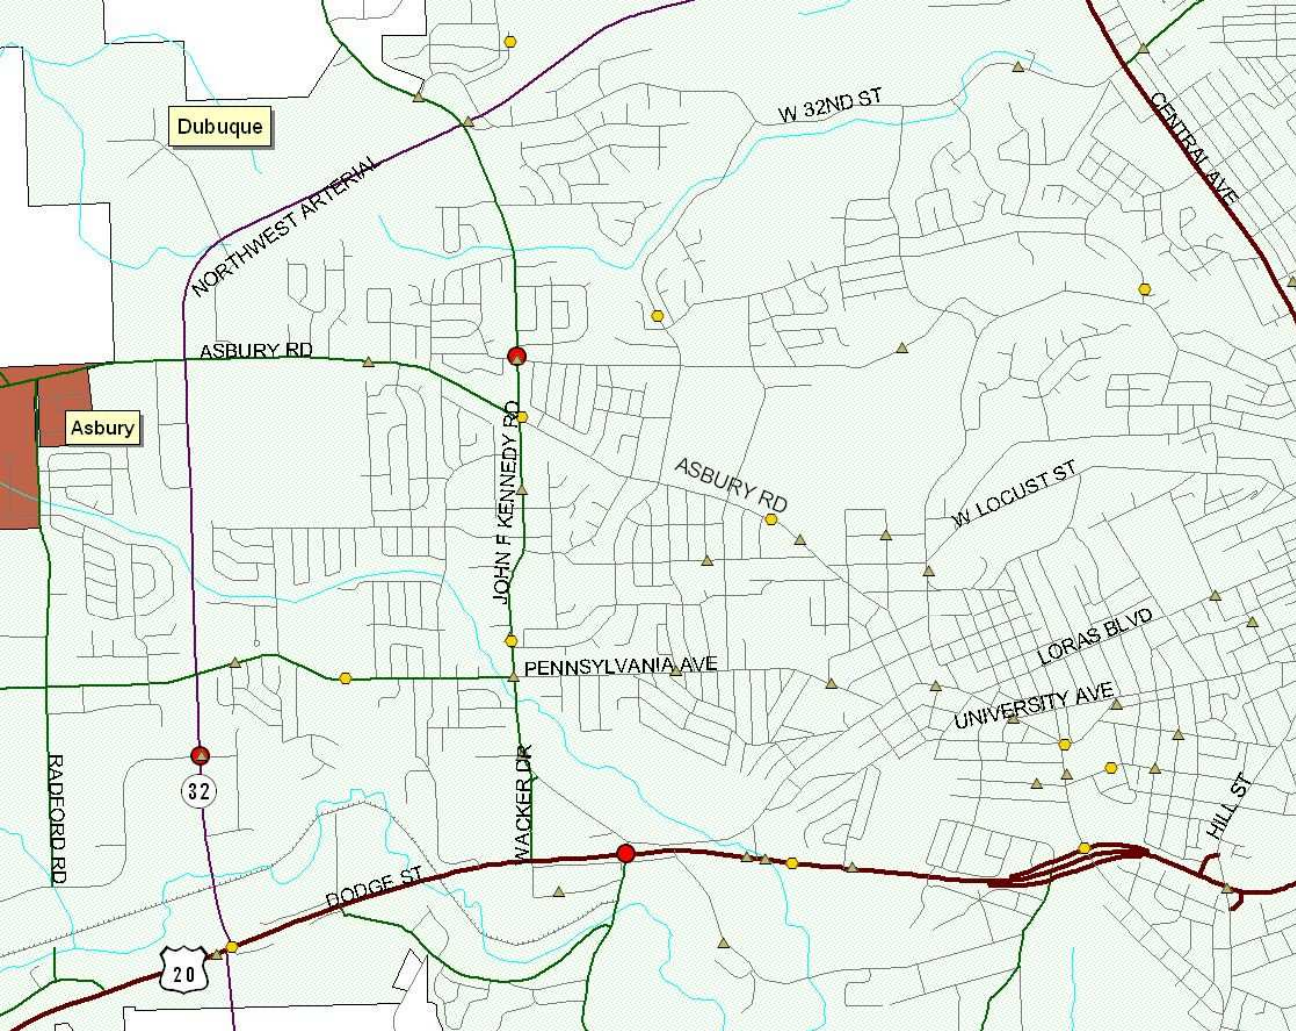 W 32ND ST
CENTRAL AVE
Dubuque
NORTHWEST ARTERIAL
ASBURY RD
Asbury
JOHN F KENNEDY RD
ASBURY RD
W LOCUST ST
LORAS BLVD
PENNSYLVANIA AVE
UNIVERSITY AVE
RADFORD RD
32
WACKER DR
HILL ST
DODGE ST
20